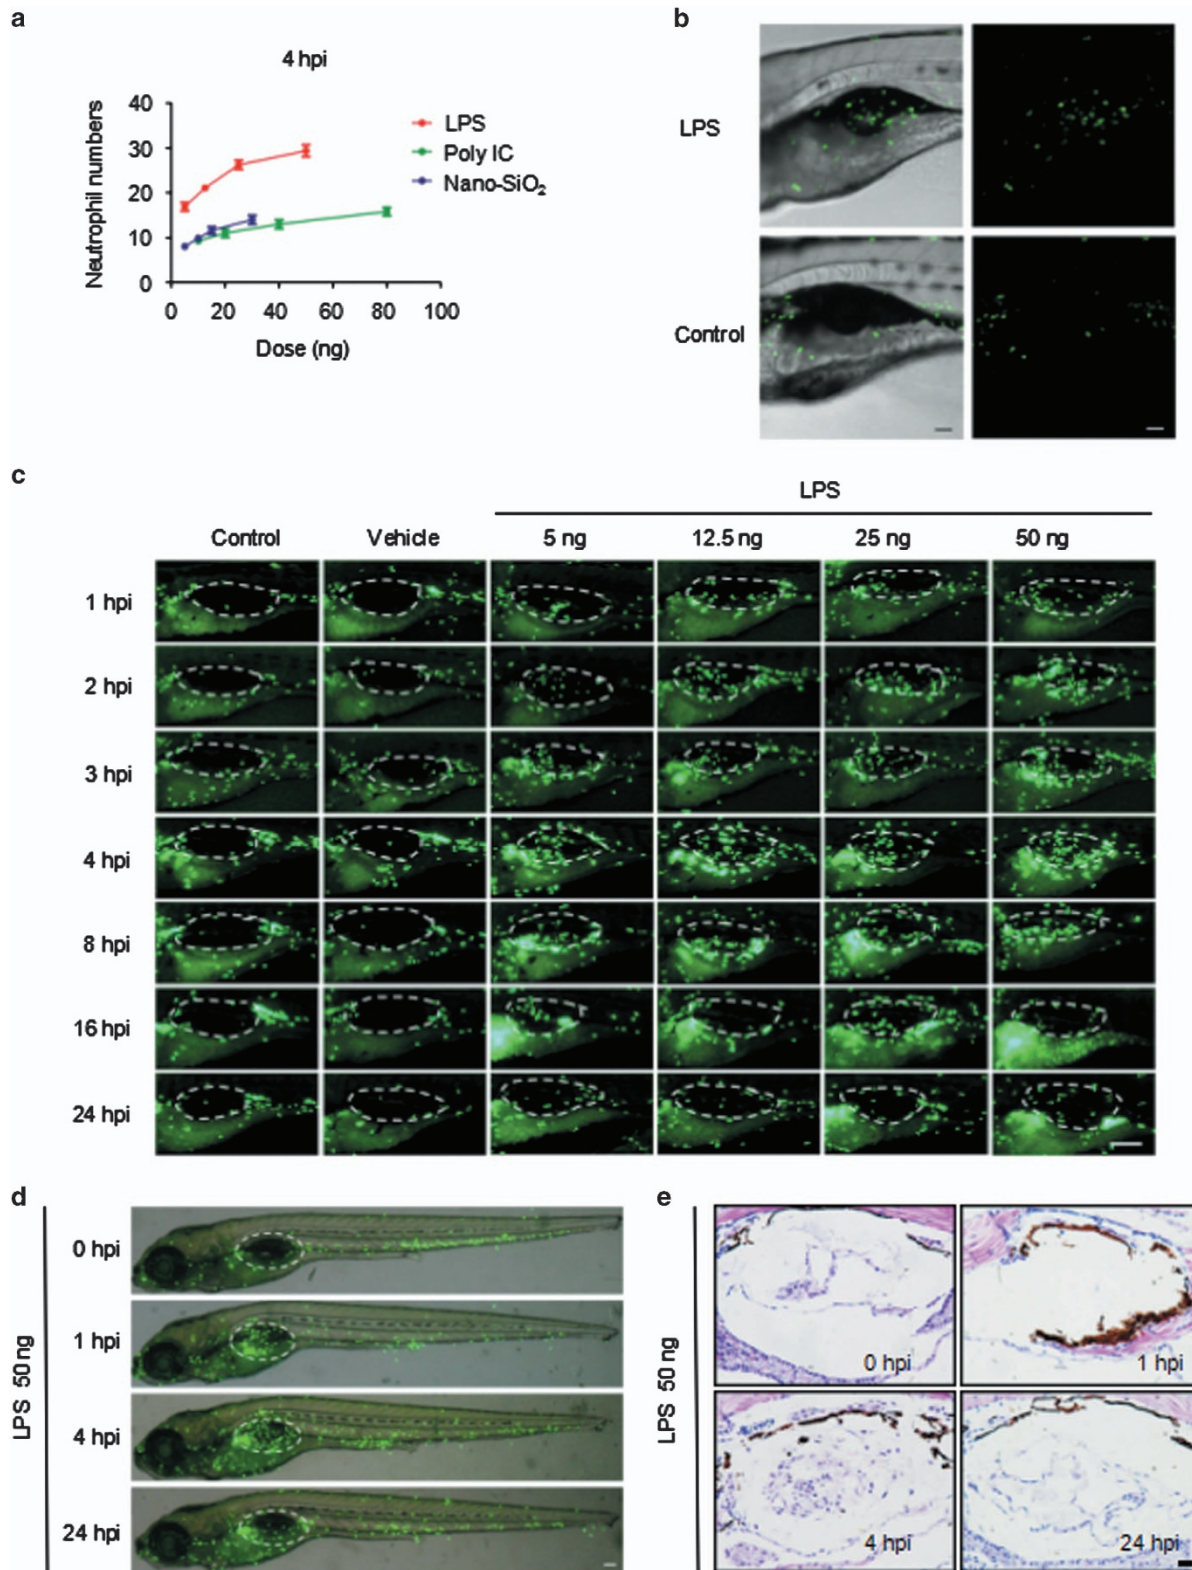 a
4 hpi
Neutrophil numbers
40
30
20
10
0
0 20 40 60 80 100
Dose (ng)
LPS
Poly IC
Nano-SiO₂
b
LPS
Control
c
LPS
Control Vehicle 5 ng 12.5 ng 25 ng 50 ng
1 hpi
2 hpi
3 hpi
4 hpi
8 hpi
16 hpi
24 hpi
d
LPS 50 ng
0 hpi
1 hpi
4 hpi
24 hpi
e
LPS 50 ng
0 hpi
1 hpi
4 hpi
24 hpi